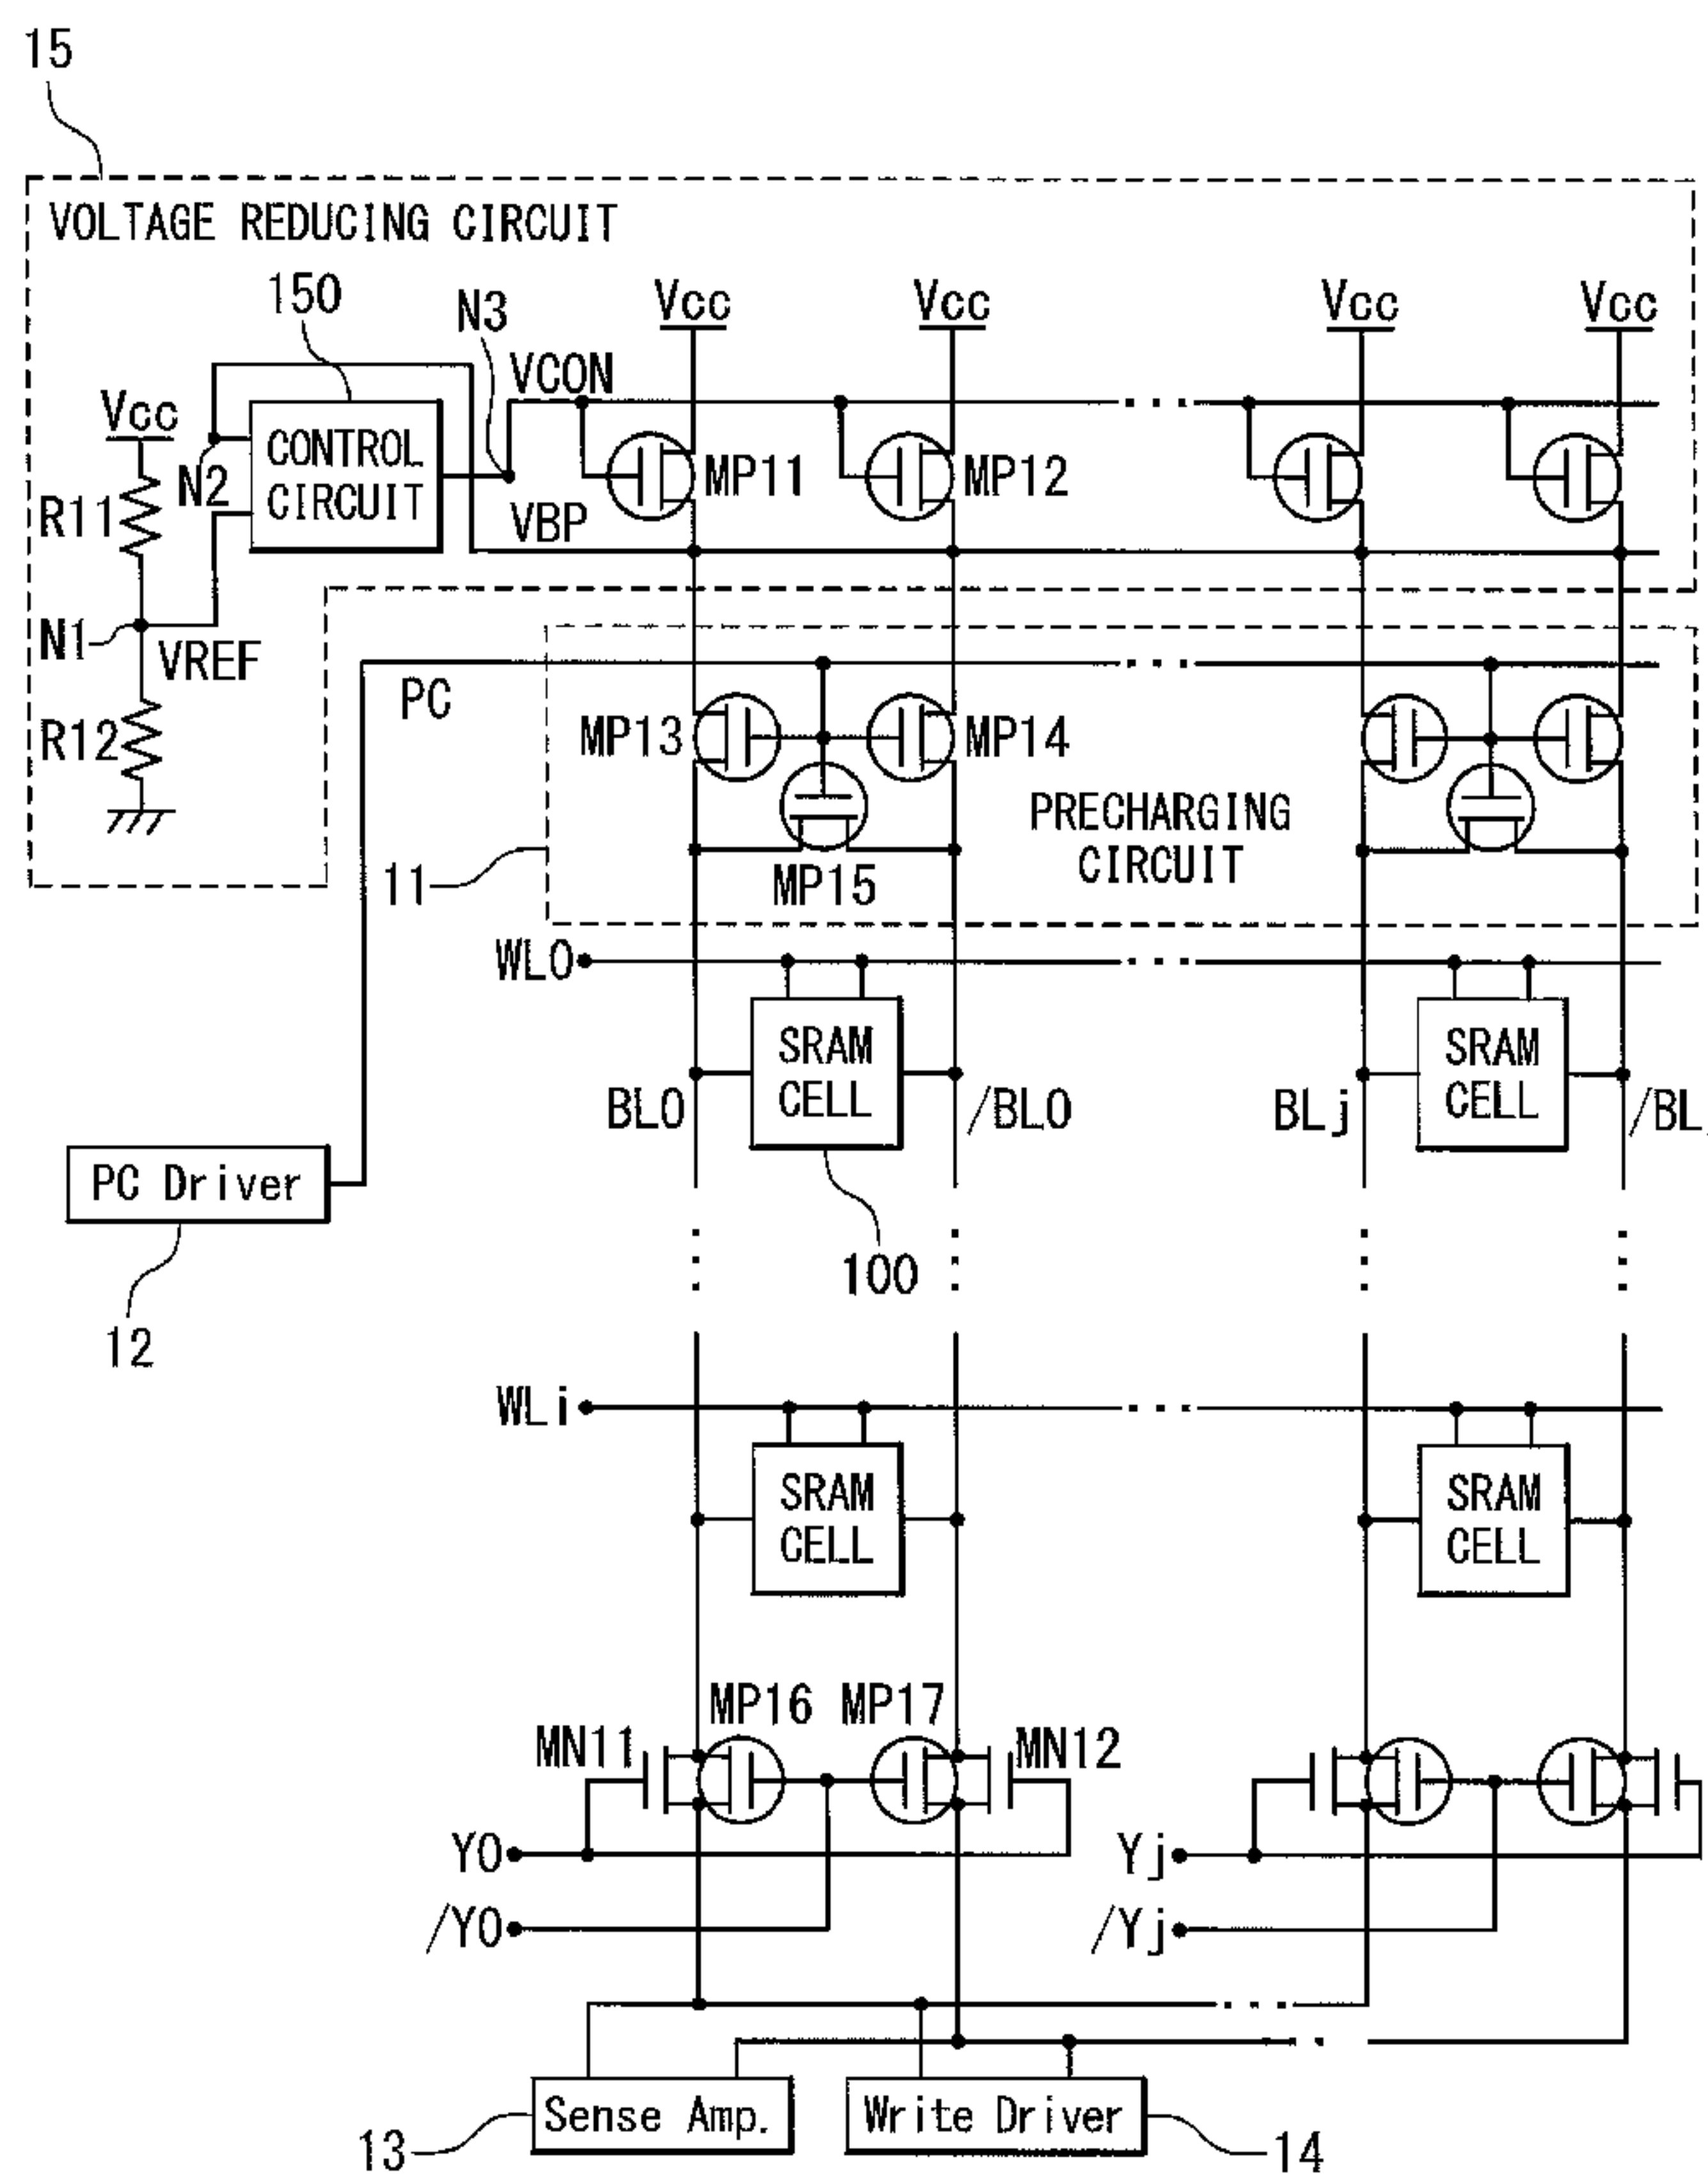 15
VOLTAGE REDUCING CIRCUIT
150
N3
Vcc
Vcc
Vcc
Vcc
VCON
Vcc
CONTROL
CIRCUIT
N2
MP11
MP12
R11
VBP
N1
VREF
PC
R12
MP13
MP14
PRECHARGING
CIRCUIT
11
MP15
WL0
SRAM
CELL
SRAM
CELL
BL0
/BL0
BLj
/BL
PC Driver
100
12
WLi
SRAM
CELL
SRAM
CELL
MP16
MP17
MN11
MN12
Y0
Yj
/Y0
/Yj
Sense Amp.
Write Driver
13
14